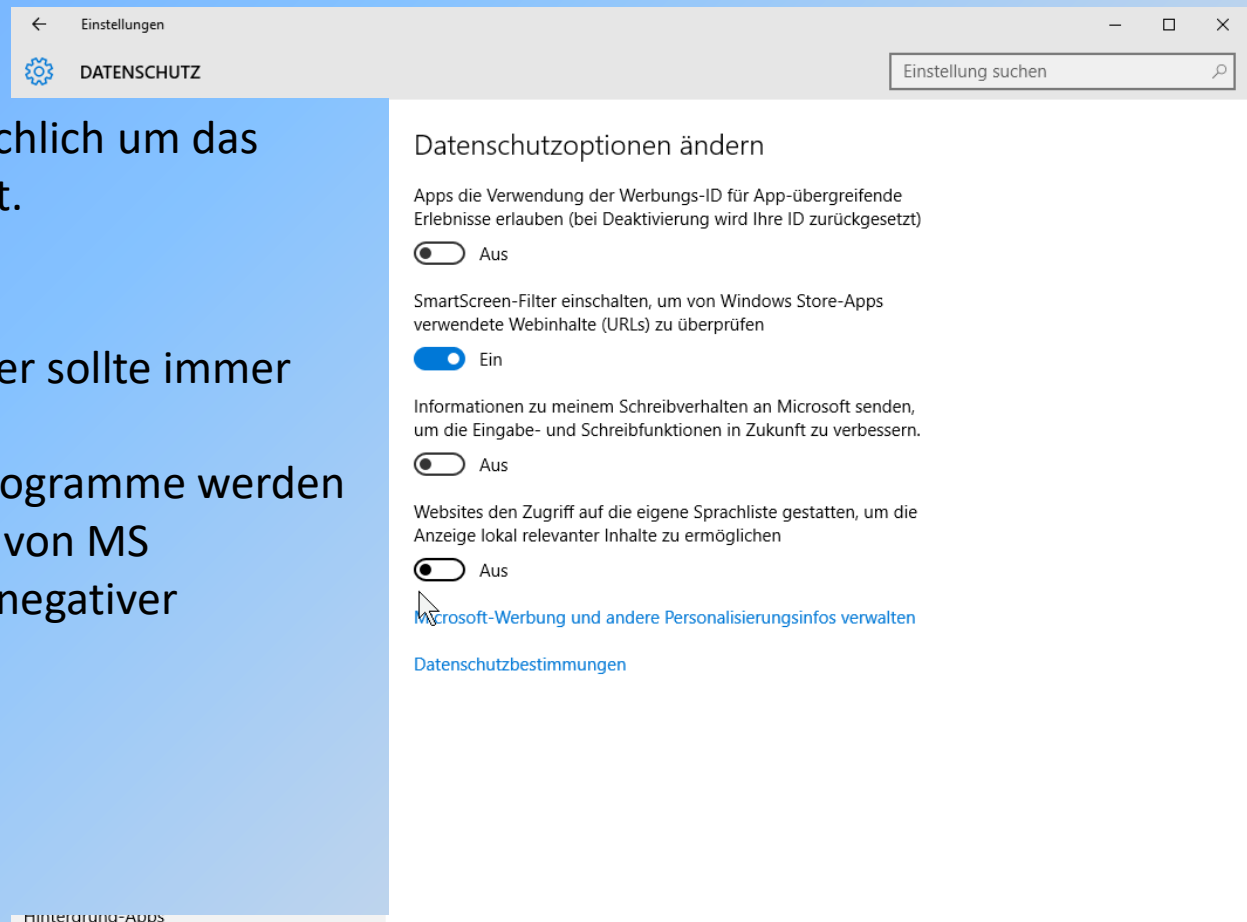 Einstellungen
DATENSCHUTZ
Einstellung suchen
chlich um das
t.
er sollte immer
ogramme werden
von MS
negativer
Datenschutzoptionen ändern
Apps die Verwendung der Werbungs-ID für App-übergreifende
Erlebnisse erlauben (bei Deaktivierung wird Ihre ID zurückgesetzt)
Aus
SmartScreen-Filter einschalten, um von Windows Store-Apps
verwendete Webinhalte (URLs) zu überprüfen
Ein
Informationen zu meinem Schreibverhalten an Microsoft senden,
um die Eingabe- und Schreibfunktionen in Zukunft zu verbessern.
Aus
Websites den Zugriff auf die eigene Sprachliste gestatten, um die
Anzeige lokal relevanter Inhalte zu ermöglichen
Aus
Microsoft-Werbung und andere Personalisierungsinfos verwalten
Datenschutzbestimmungen
Hintergrund-Apps